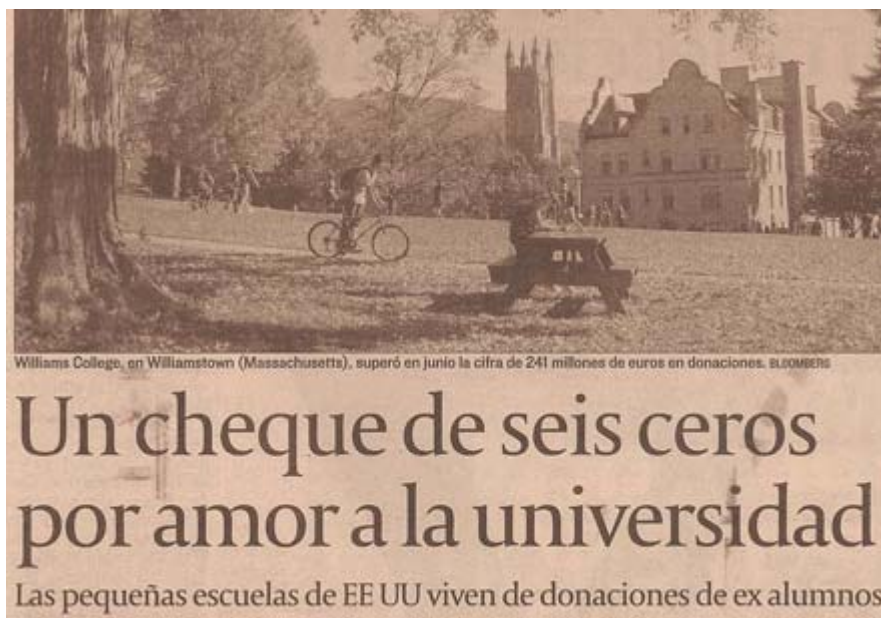 Williams College, en Williamstown (Massachusetts), superó en junio la cifra de 241 millones de euros en donaciones. BLOOMBERG
Un cheque de seis ceros
por amor a la universidad
Las pequeñas escuelas de EE UU viven de donaciones de ex alumnos